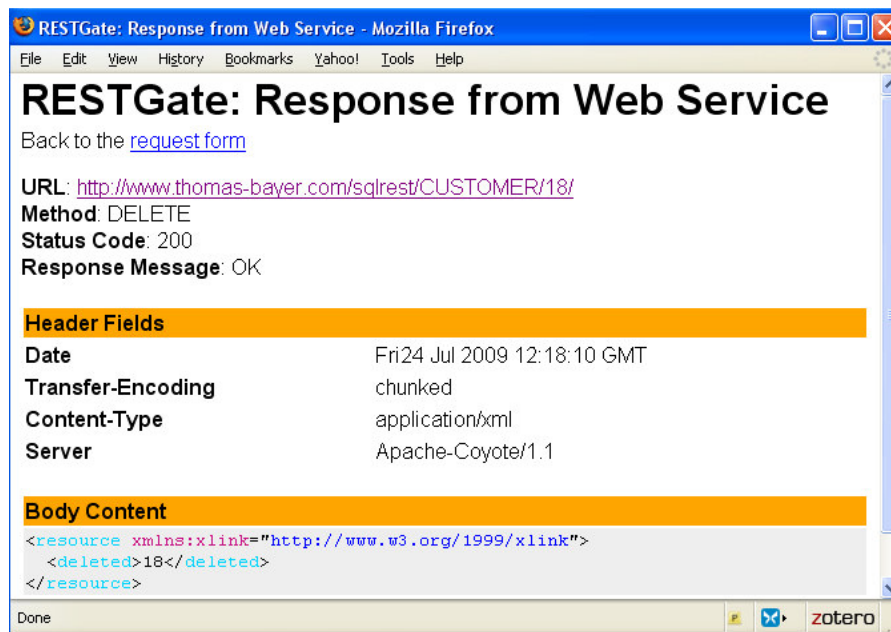 RESTGate: Response from Web Service - Mozilla Firefox
File Edit View History Bookmarks Yahoo! Tools Help
RESTGate: Response from Web Service
Back to the request form
URL: http://www.thomas-bayer.com/sqlrest/CUSTOMER/18/
Method: DELETE
Status Code: 200
Response Message: OK
Header Fields
Date Fri24 Jul 2009 12:18:10 GMT
Transfer-Encoding chunked
Content-Type application/xml
Server Apache-Coyote/1.1
Body Content
<resource xmlns:xlink="http://www.w3.org/1999/xlink">
<deleted>18</deleted>
</resource>
Done P zotero